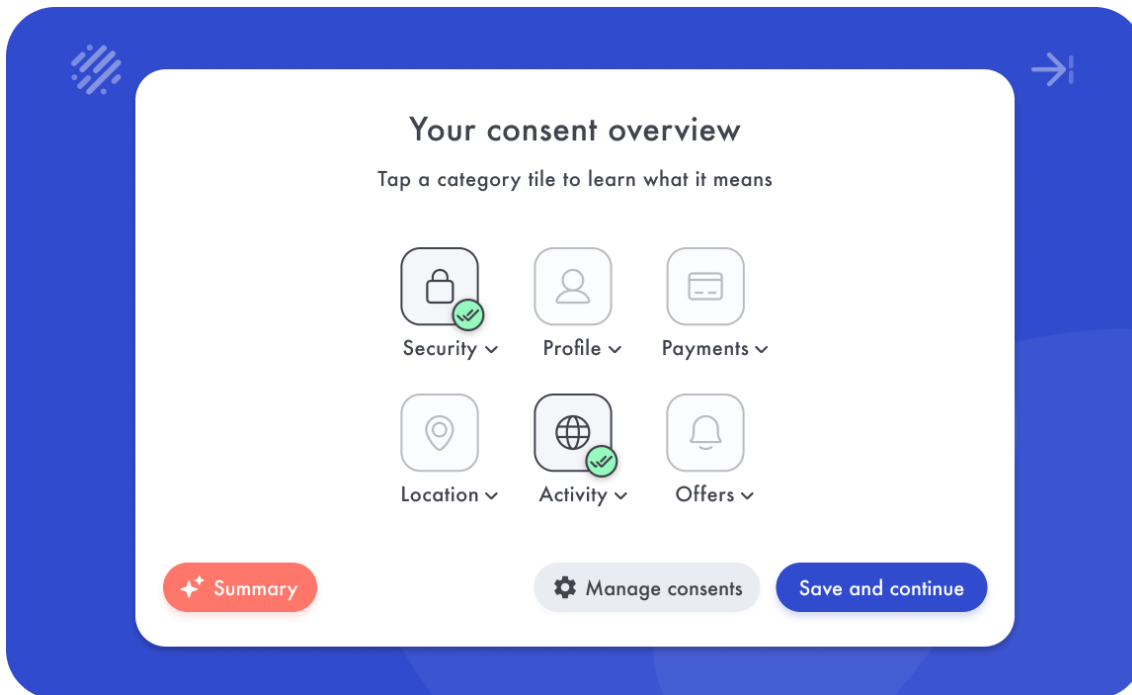 Your consent overview
Tap a category tile to learn what it means
Security Profile Payments
Location Activity Offers
Summary Manage consents Save and continue